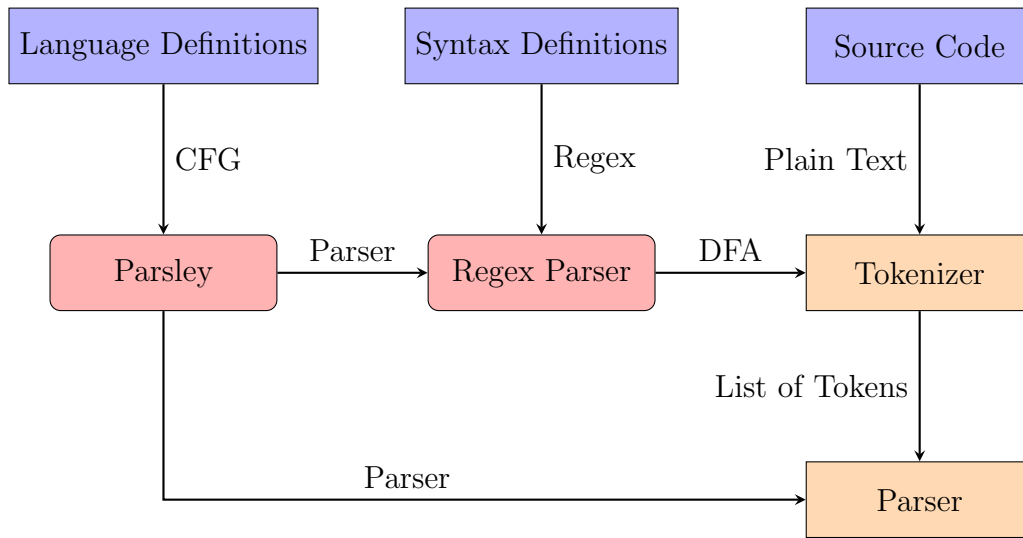 Language Definitions
Syntax Definitions
Source Code
CFG
Regex
Plain Text
Parsley
Parser
Regex Parser
DFA
Tokenizer
List of Tokens
Parser
Parser